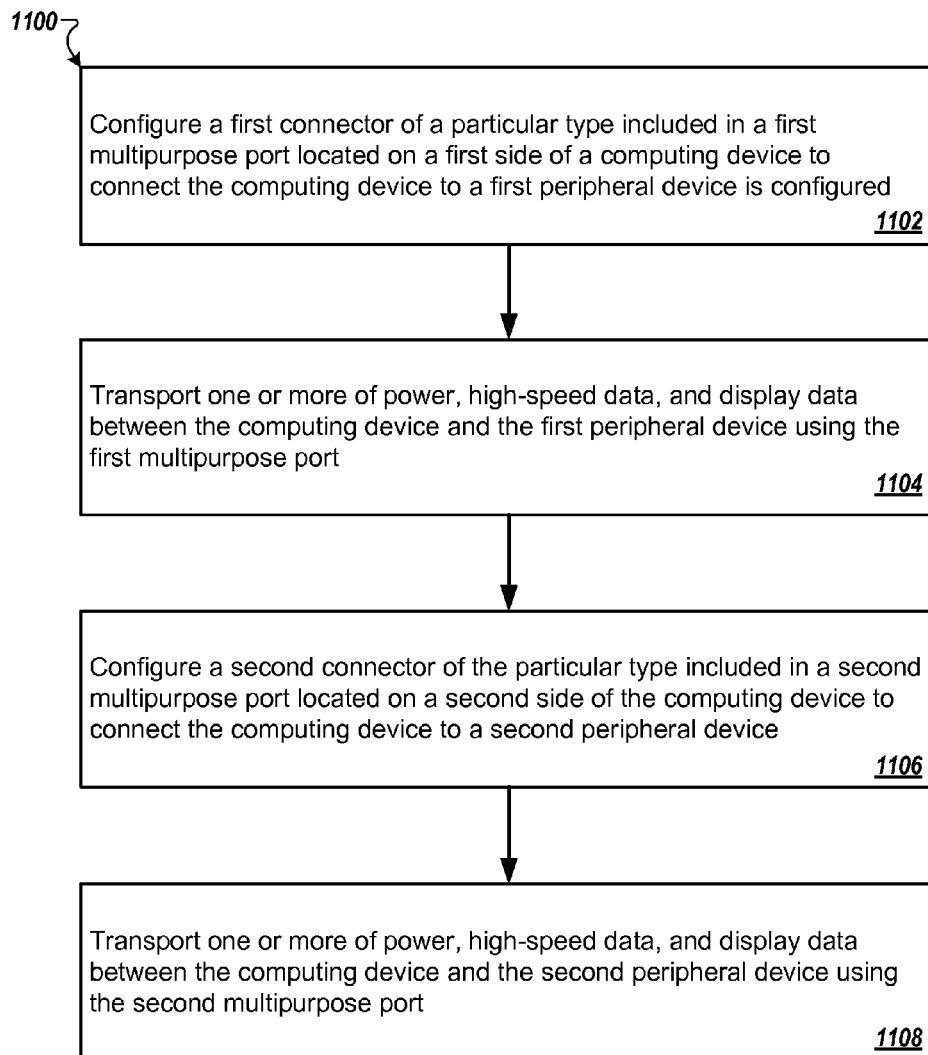 1100
Configure a first connector of a particular type included in a first
multipurpose port located on a first side of a computing device to
connect the computing device to a first peripheral device is configured
1102
Transport one or more of power, high-speed data, and display data
between the computing device and the first peripheral device using the
first multipurpose port
1104
Configure a second connector of the particular type included in a second
multipurpose port located on a second side of the computing device to
connect the computing device to a second peripheral device
1106
Transport one or more of power, high-speed data, and display data
between the computing device and the second peripheral device using
the second multipurpose port
1108